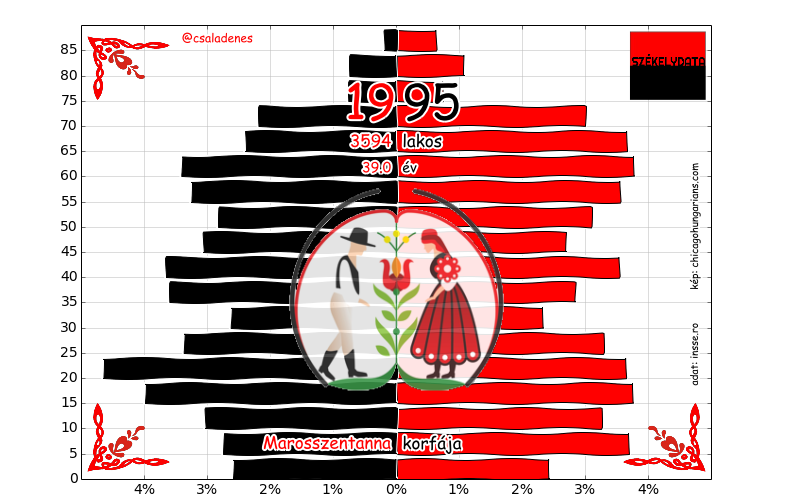 @csaladenes
SZÉKELYDATA
1995
3594 lakos
39.0 év
kép: chicagohungarians.com
adat: insse.ro
Marosszentanna korfája
85
80
75
70
65
60
55
50
45
40
35
30
25
20
15
10
5
0
4% 3% 2% 1% 0% 1% 2% 3% 4%